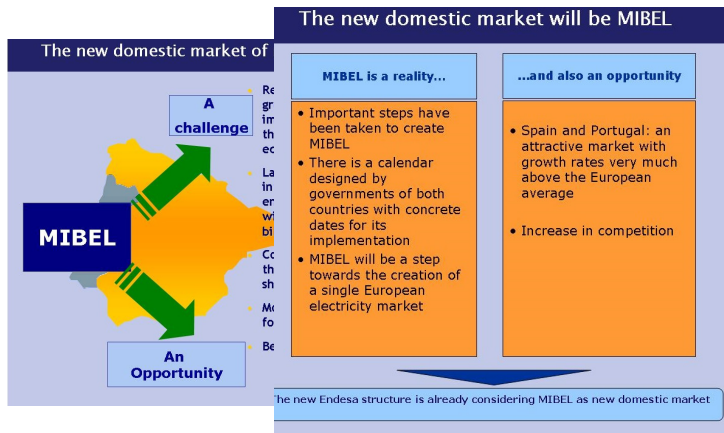 The new domestic market of
A
challenge
MIBEL
An
Opportunity
The new domestic market will be MIBEL
MIBEL is a reality...
• Important steps have
been taken to create
MIBEL
• There is a calendar
designed by
governments of both
countries with concrete
dates for its
implementation
• MIBEL will be a step
towards the creation of
a single European
electricity market
...and also an opportunity
• Spain and Portugal: an
attractive market with
growth rates very much
above the European
average
• Increase in competition
The new Endesa structure is already considering MIBEL as new domestic market